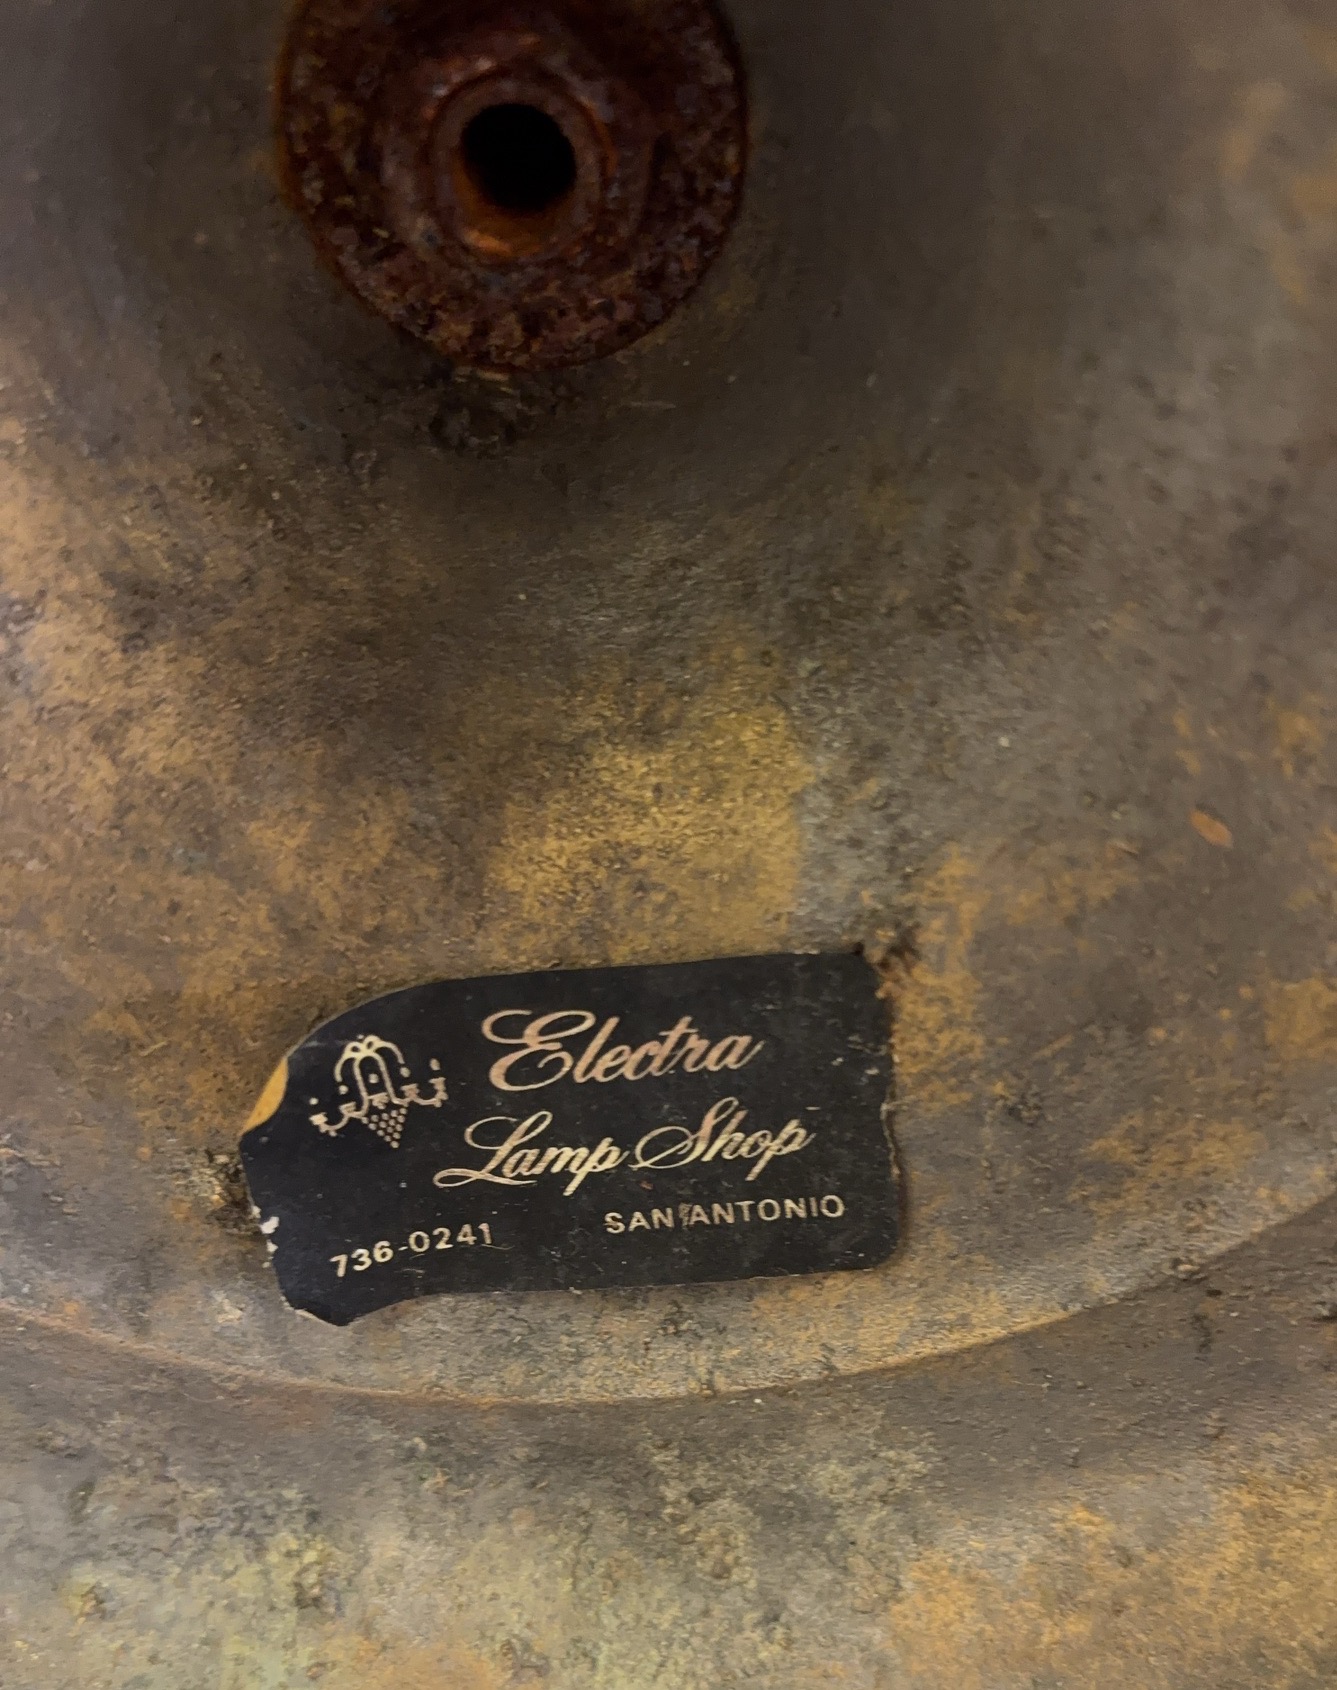 Electra
Lamp Shop
736-0241 SAN ANTONIO